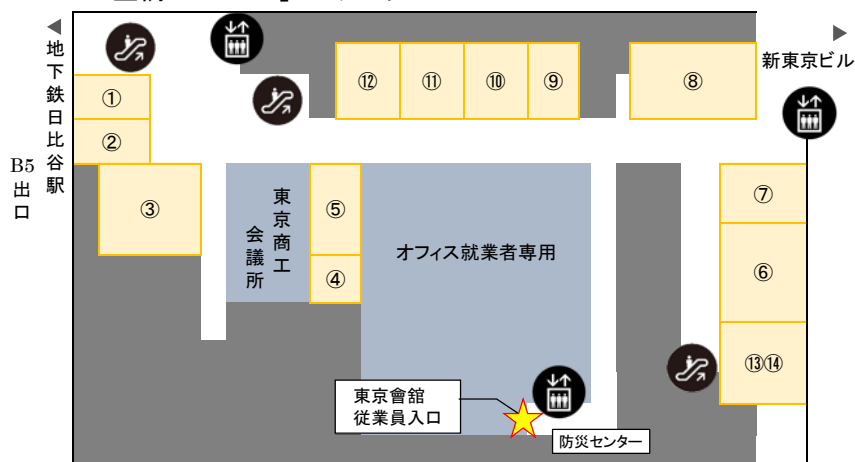 ◀
地下鉄日比谷駅
B5出口
▶
新東京ビル
⑫
⑪
⑩
⑨
⑧
①
②
③
東京商工
会議所
⑤
④
オフィス就業者専用
⑦
⑥
⑬⑭
東京會舘
従業員入口
防災センター